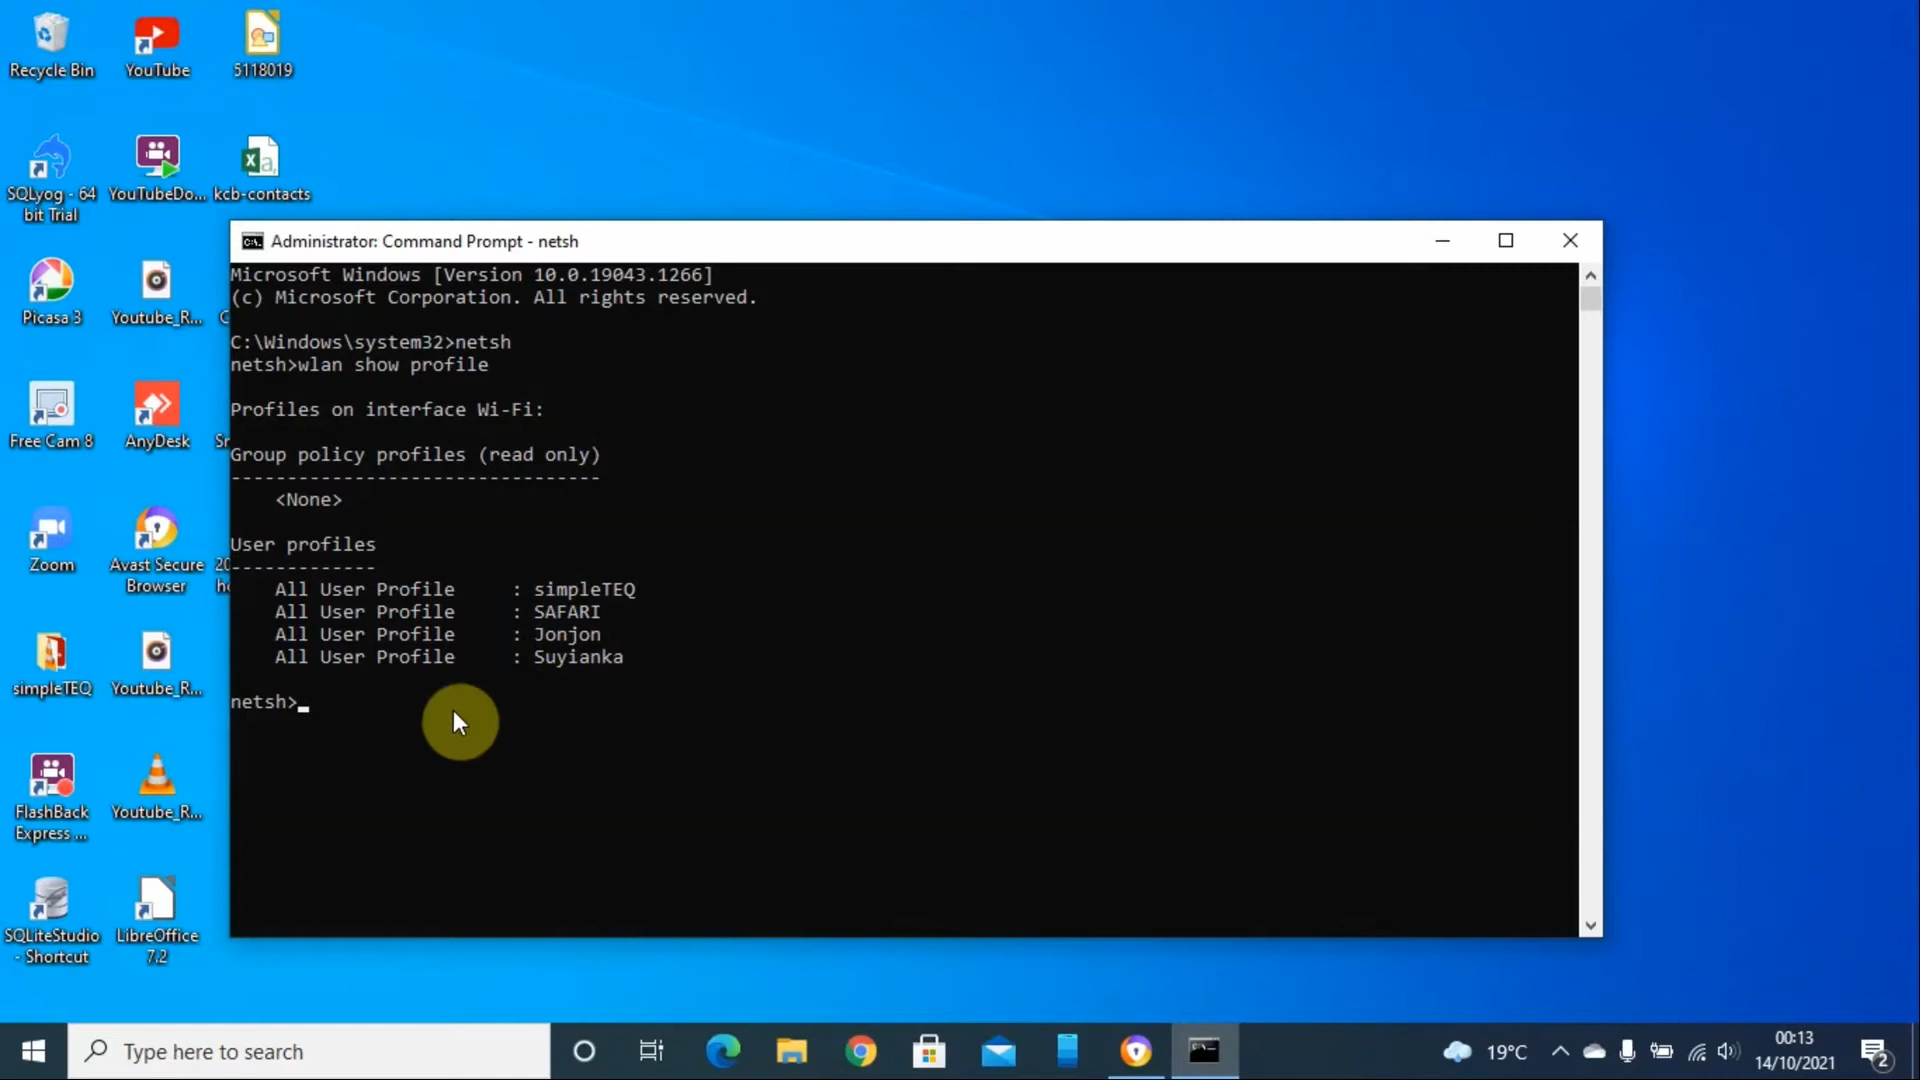 Recycle Bin
YouTube
5118019
SQLyog - 64
bit Trial
YouTubeDo...
kcb-contacts
Picasa 3
Youtube_R...
Free Cam 8
AnyDesk
Zoom
Avast Secure
Browser
simpleTEQ
Youtube_R...
FlashBack
Express ...
Youtube_R...
SQLiteStudio
- Shortcut
LibreOffice
7.2
Administrator: Command Prompt - netsh
Microsoft Windows [Version 10.0.19043.1266]
(c) Microsoft Corporation. All rights reserved.
C:\Windows\system32>netsh
netsh>wlan show profile
Profiles on interface Wi-Fi:
Group policy profiles (read only)
---------------------------------
<None>
User profiles
-------------
All User Profile     : simpleTEQ
All User Profile     : SAFARI
All User Profile     : Jonjon
All User Profile     : Suyianka
netsh>_
Type here to search
19°C
00:13
14/10/2021
2